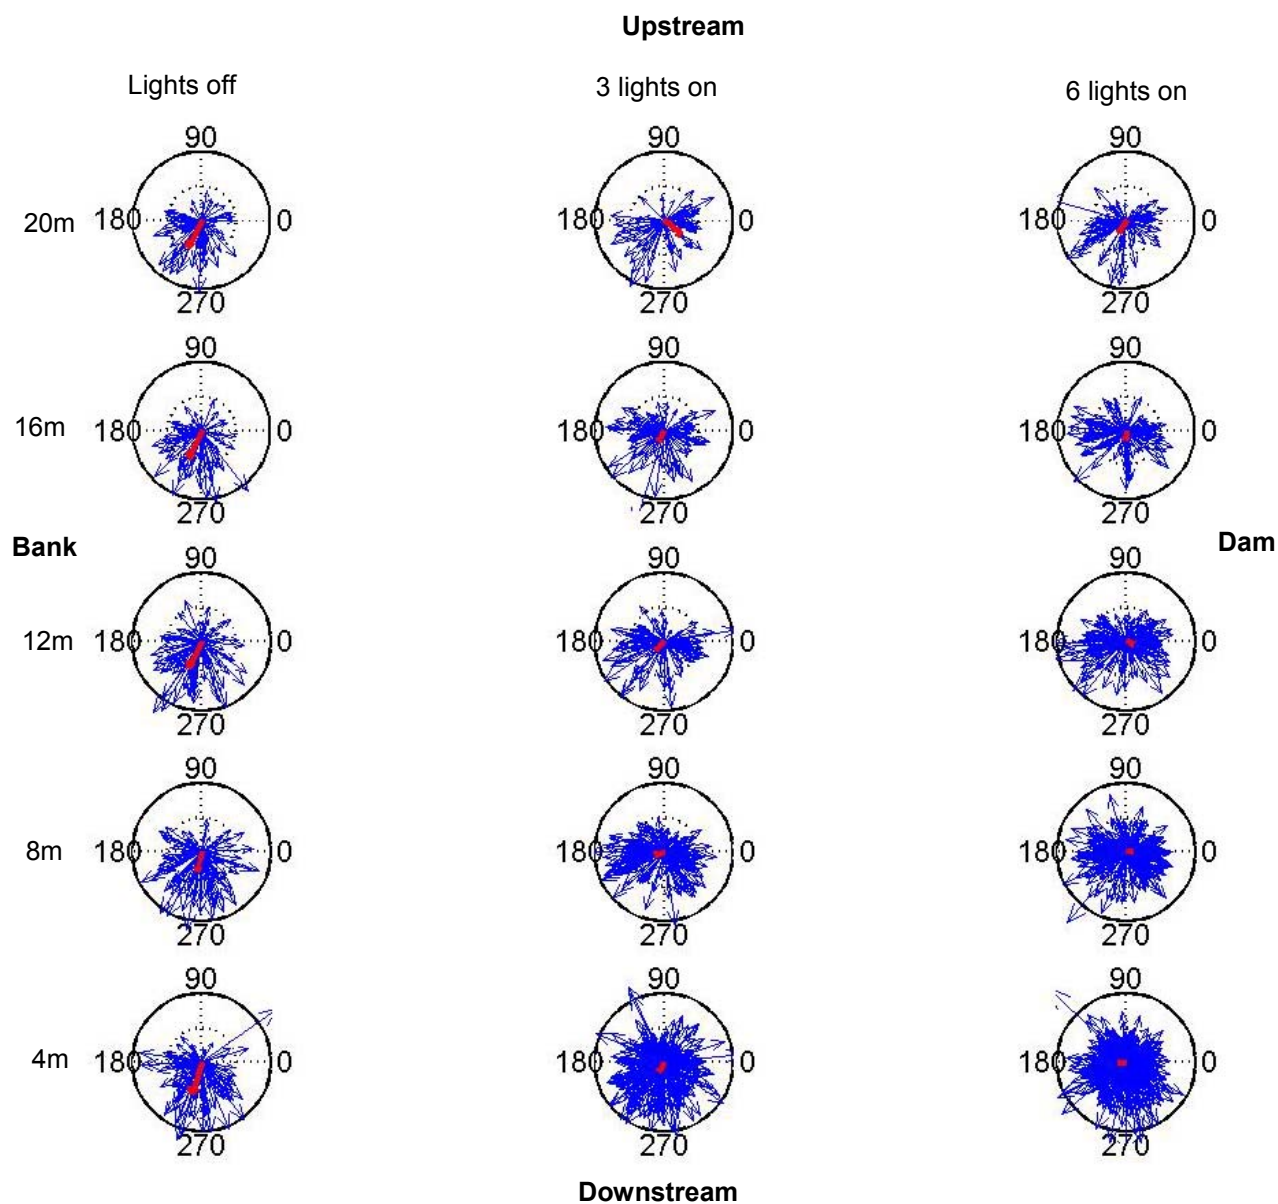 Upstream
Lights off 3 lights on 6 lights on
90 90 90
20m 180 0 180 0 180 0
270 270 270
90 90 90
16m 180 0 180 0 180 0
270 270 270
Bank Dam
90 90 90
12m 180 0 180 0 180 0
270 270 270
90 90 90
8m 180 0 180 0 180 0
270 270 270
90 90 90
4m 180 0 180 0 180 0
270 270 270
Downstream